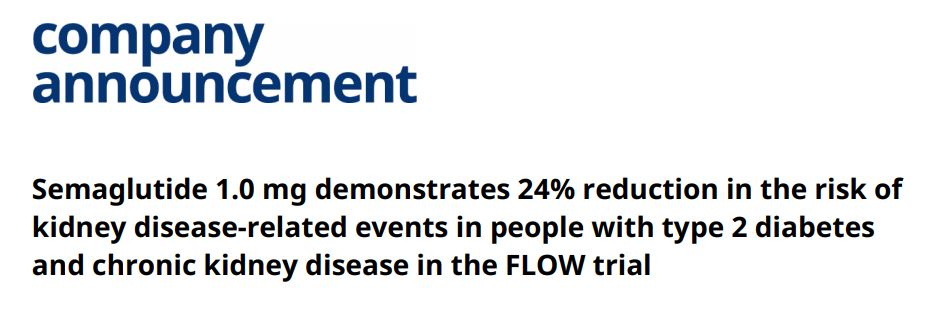 company
announcement
Semaglutide 1.0 mg demonstrates 24% reduction in the risk of
kidney disease-related events in people with type 2 diabetes
and chronic kidney disease in the FLOW trial